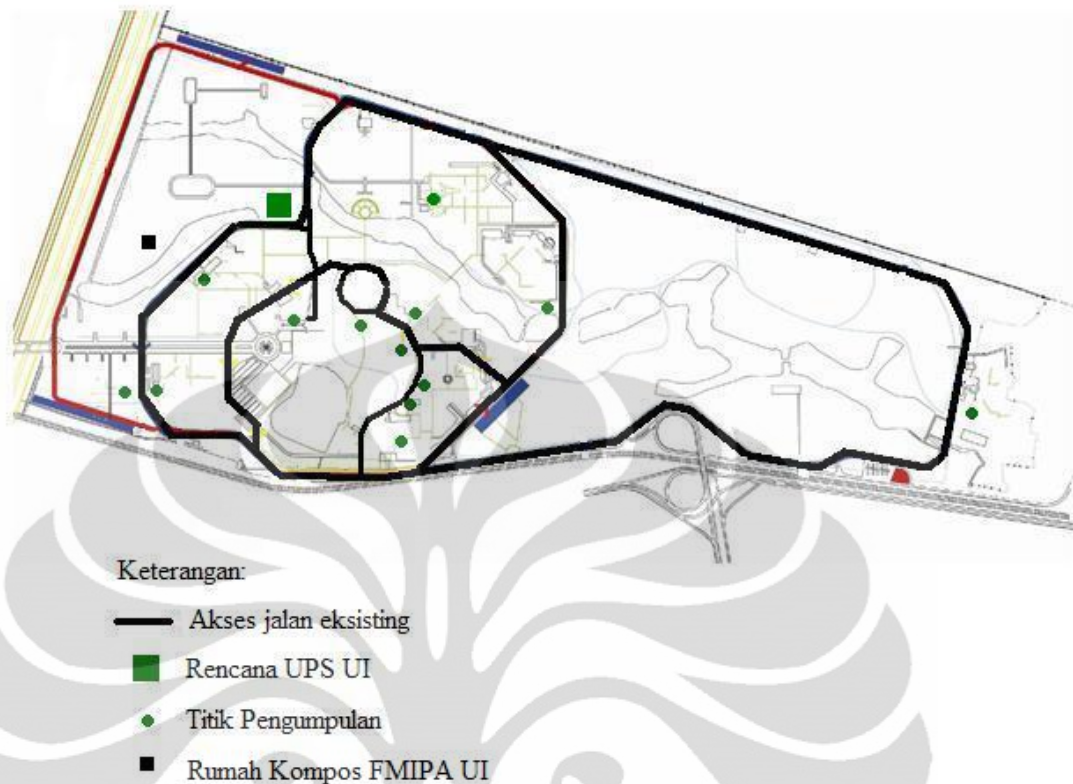 Keterangan:
Akses jalan eksisting
Rencana UPS UI
Titik Pengumpulan
Rumah Kompos FMIPA UI